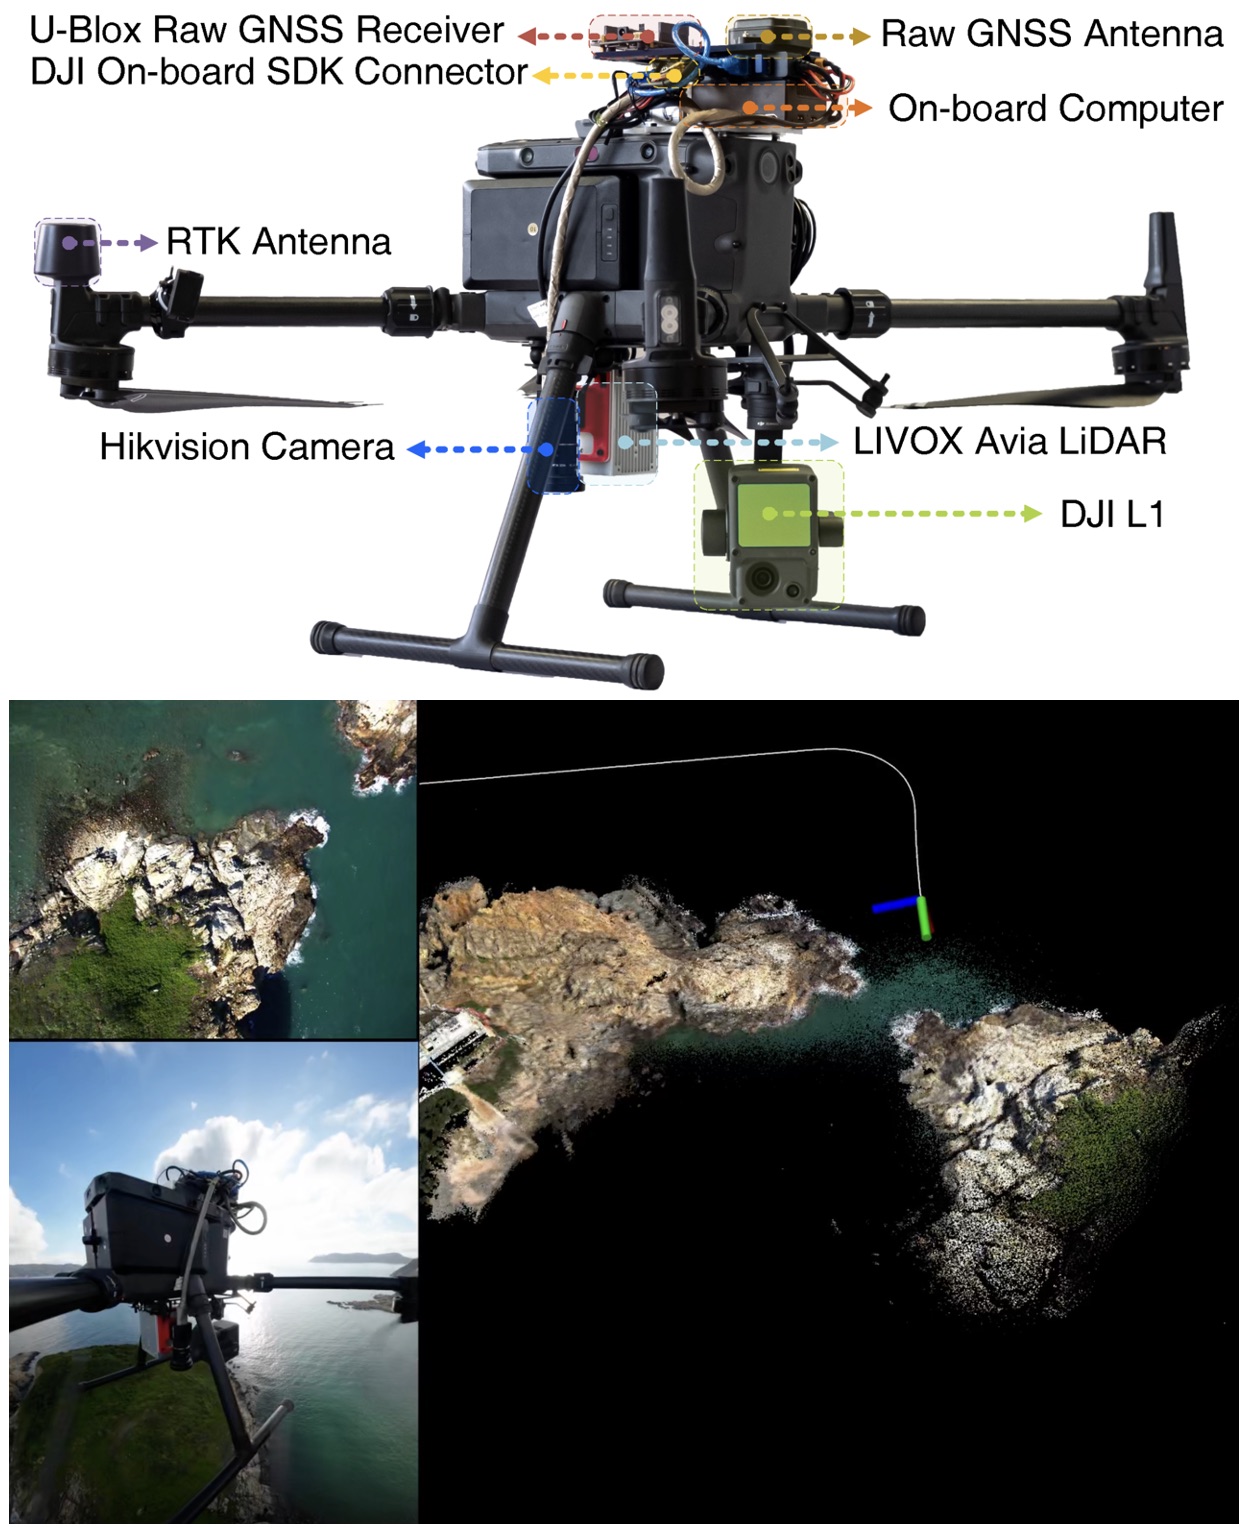 U-Blox Raw GNSS Receiver
Raw GNSS Antenna
DJI On-board SDK Connector
On-board Computer
RTK Antenna
Hikvision Camera
LIVOX Avia LiDAR
DJI L1